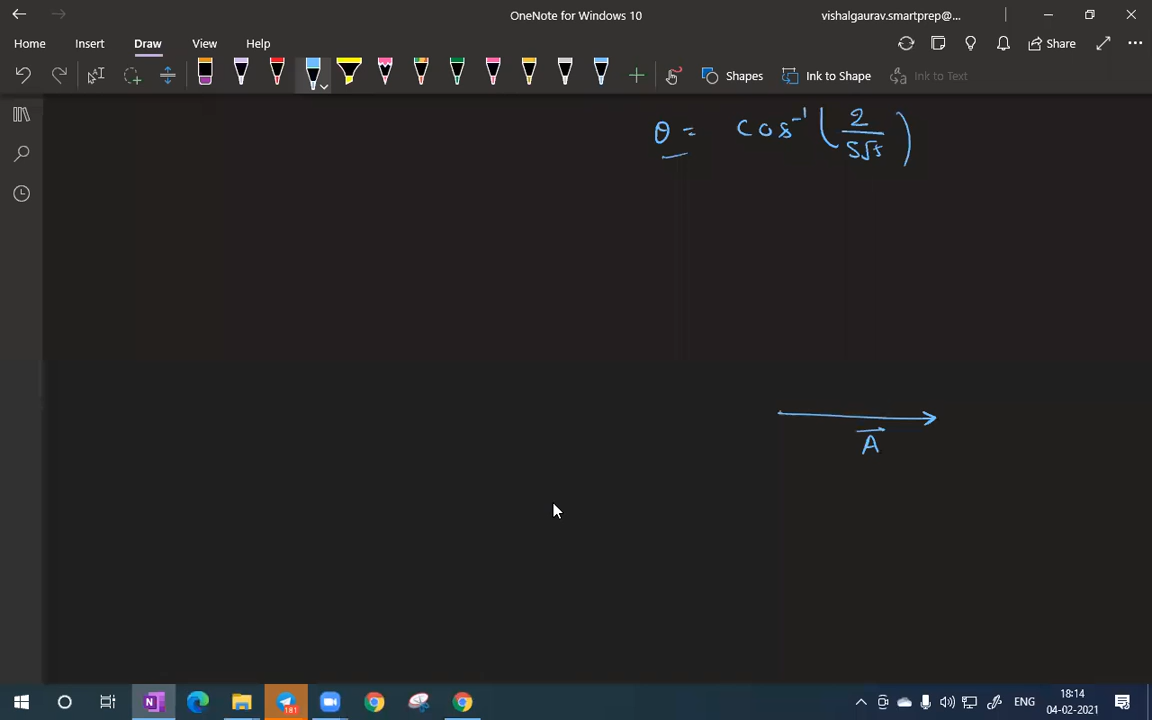 OneNote for Windows 10
vishalgaurav.smartprep@...
Home Insert Draw View Help
Share
Shapes
Ink to Shape
Ink to Text
θ = cos⁻¹ (2/5√5)
A⃗
181
ENG
18:14
04-02-2021